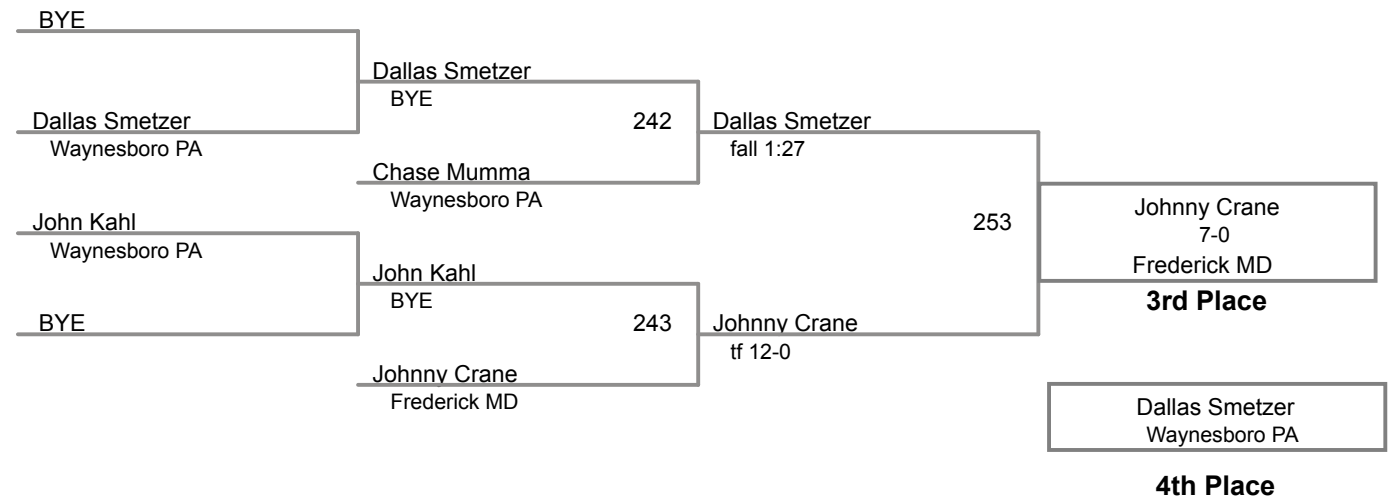 BYE
Dallas Smetzer
BYE
Dallas Smetzer
Waynesboro PA
242
Dallas Smetzer
fall 1:27
Chase Mumma
Waynesboro PA
John Kahl
Waynesboro PA
253
Johnny Crane
7-0
Frederick MD
3rd Place
John Kahl
BYE
BYE
243
Johnny Crane
tf 12-0
Johnny Crane
Frederick MD
Dallas Smetzer
Waynesboro PA
4th Place